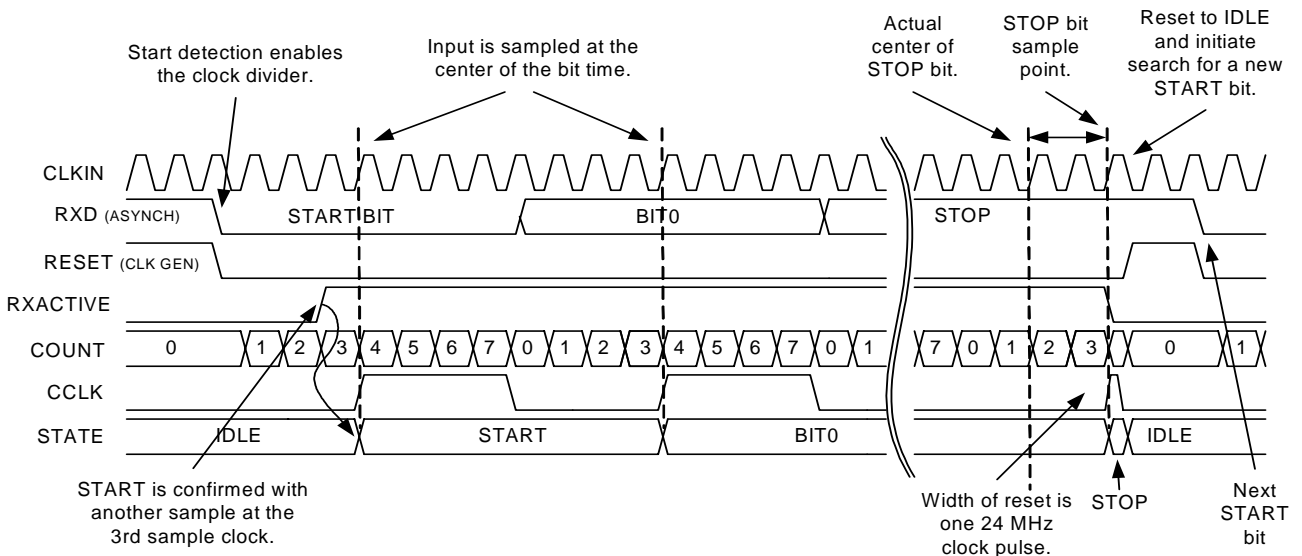 Start detection enables
the clock divider.
Input is sampled at the
center of the bit time.
Actual
center of
STOP bit.
STOP bit
sample
point.
Reset to IDLE
and initiate
search for a new
START bit.
CLKIN
RXD (ASYNCH)
START BIT
BIT0
STOP
RESET (CLK GEN)
RXACTIVE
COUNT
0 1 2 3 4 5 6 7 0 1 2 3 4 5 6 7 0 1 7 0 1 2 3 0 1
CCLK
STATE
IDLE
START
BIT0
IDLE
START is confirmed with
another sample at the
3rd sample clock.
Width of reset is
one 24 MHz
clock pulse.
STOP
Next
START
bit